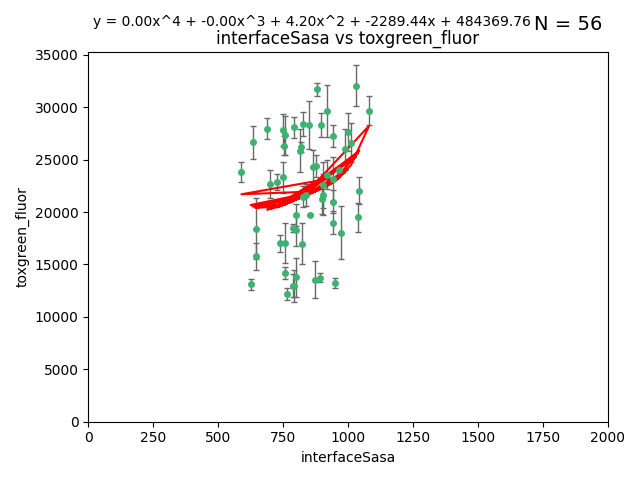 y = 0.00x^4 + -0.00x^3 + 4.20x^2 + -2289.44x + 484369.76 N = 56
interfaceSasa vs toxgreen_fluor
35000
30000
25000
20000
15000
10000
5000
0
toxgreen_fluor
0 250 500 750 1000 1250 1500 1750 2000
interfaceSasa